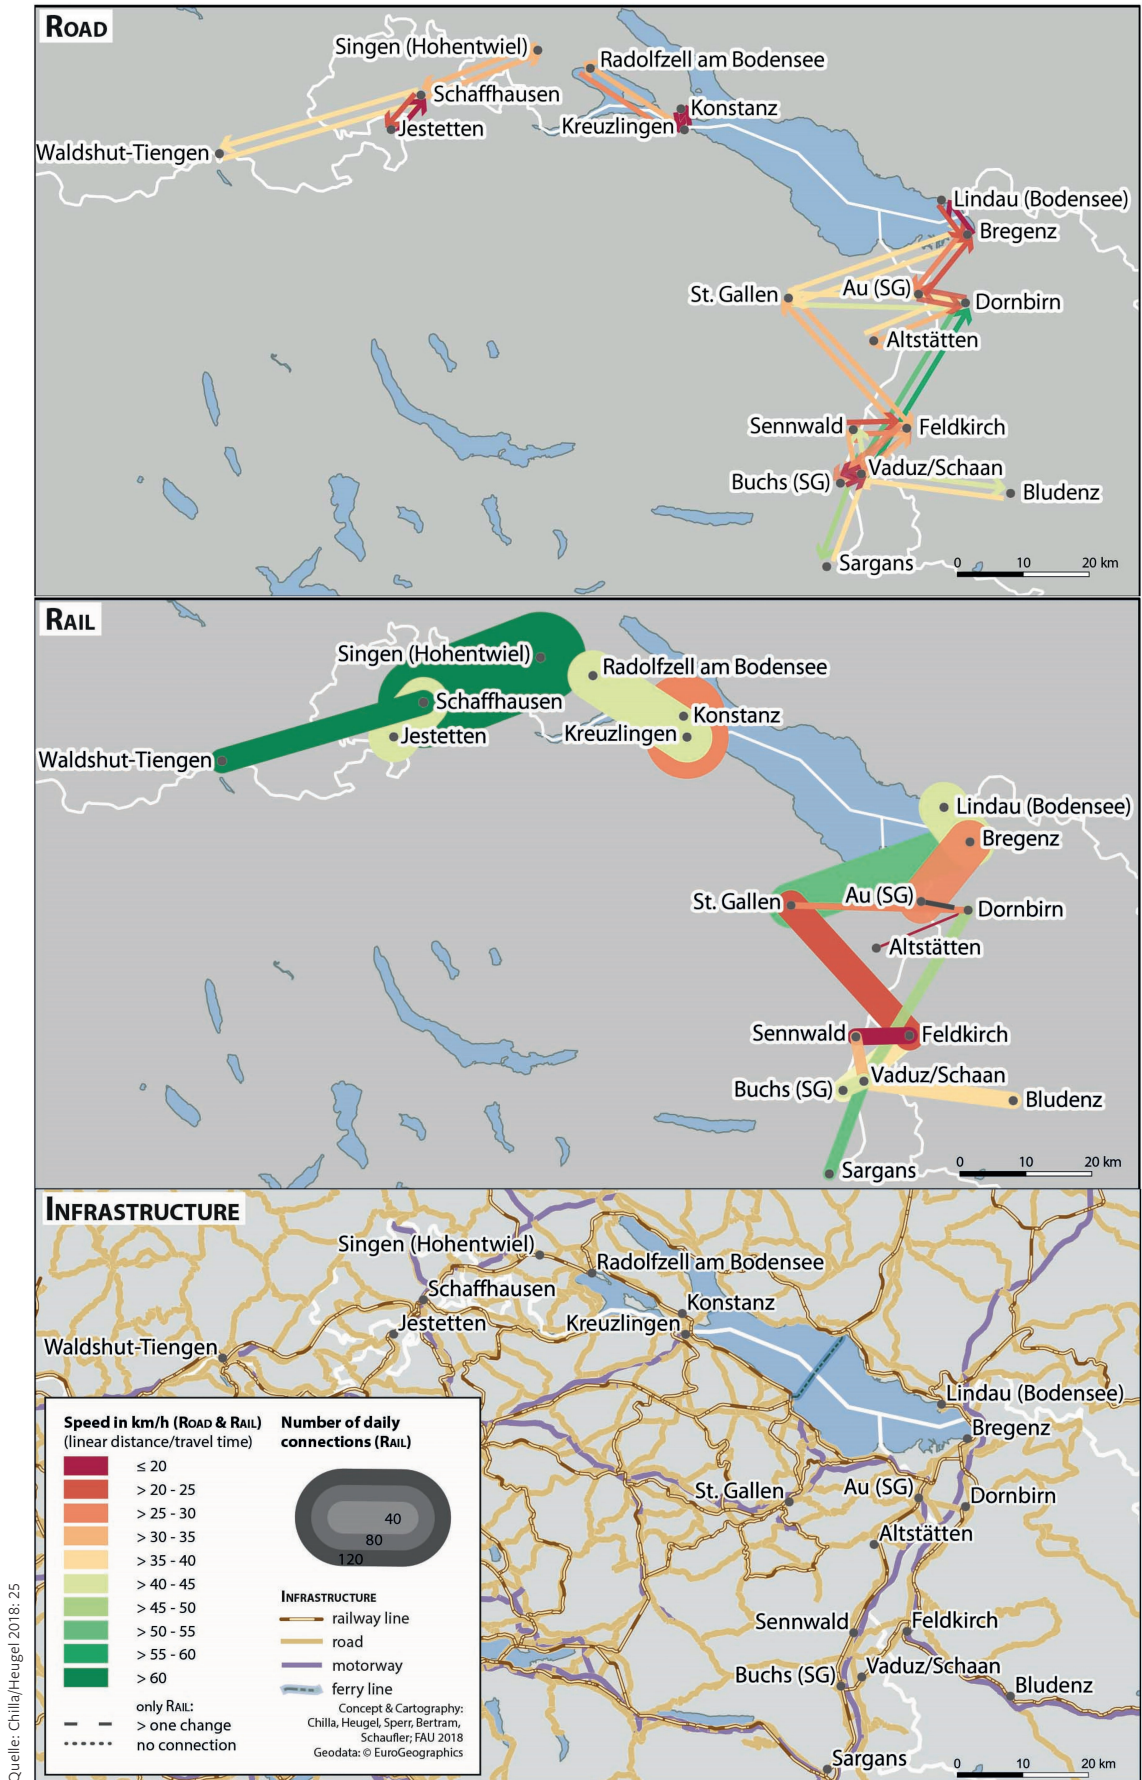 ROAD
Singen (Hohentwiel)
Radolfzell am Bodensee
Schaffhausen
Konstanz
Jestetten
Kreuzlingen
Waldshut-Tiengen
Lindau (Bodensee)
Bregenz
St. Gallen
Au (SG)
Dornbirn
Altstätten
Sennwald
Feldkirch
Vaduz/Schaan
Buchs (SG)
Bludenz
Sargans
0 10 20 km
RAIL
Singen (Hohentwiel)
Radolfzell am Bodensee
Schaffhausen
Konstanz
Jestetten
Kreuzlingen
Waldshut-Tiengen
Lindau (Bodensee)
Bregenz
St. Gallen
Au (SG)
Dornbirn
Altstätten
Sennwald
Feldkirch
Vaduz/Schaan
Buchs (SG)
Bludenz
Sargans
0 10 20 km
INFRASTRUCTURE
Singen (Hohentwiel)
Radolfzell am Bodensee
Schaffhausen
Konstanz
Jestetten
Kreuzlingen
Waldshut-Tiengen
Lindau (Bodensee)
Bregenz
St. Gallen
Au (SG)
Dornbirn
Altstätten
Sennwald
Feldkirch
Vaduz/Schaan
Buchs (SG)
Bludenz
Sargans
0 10 20 km
Speed in km/h (ROAD & RAIL)
(linear distance/travel time)
≤ 20
> 20 - 25
> 25 - 30
> 30 - 35
> 35 - 40
> 40 - 45
> 45 - 50
> 50 - 55
> 55 - 60
> 60
only RAIL:
> one change
no connection
Number of daily
connections (RAIL)
40
80
120
INFRASTRUCTURE
railway line
road
motorway
ferry line
Concept & Cartography:
Chilla, Heugel, Sperr, Bertram,
Schaufler; FAU 2018
Geodata: © EuroGeographics
Quelle: Chilla/Heugel 2018: 25